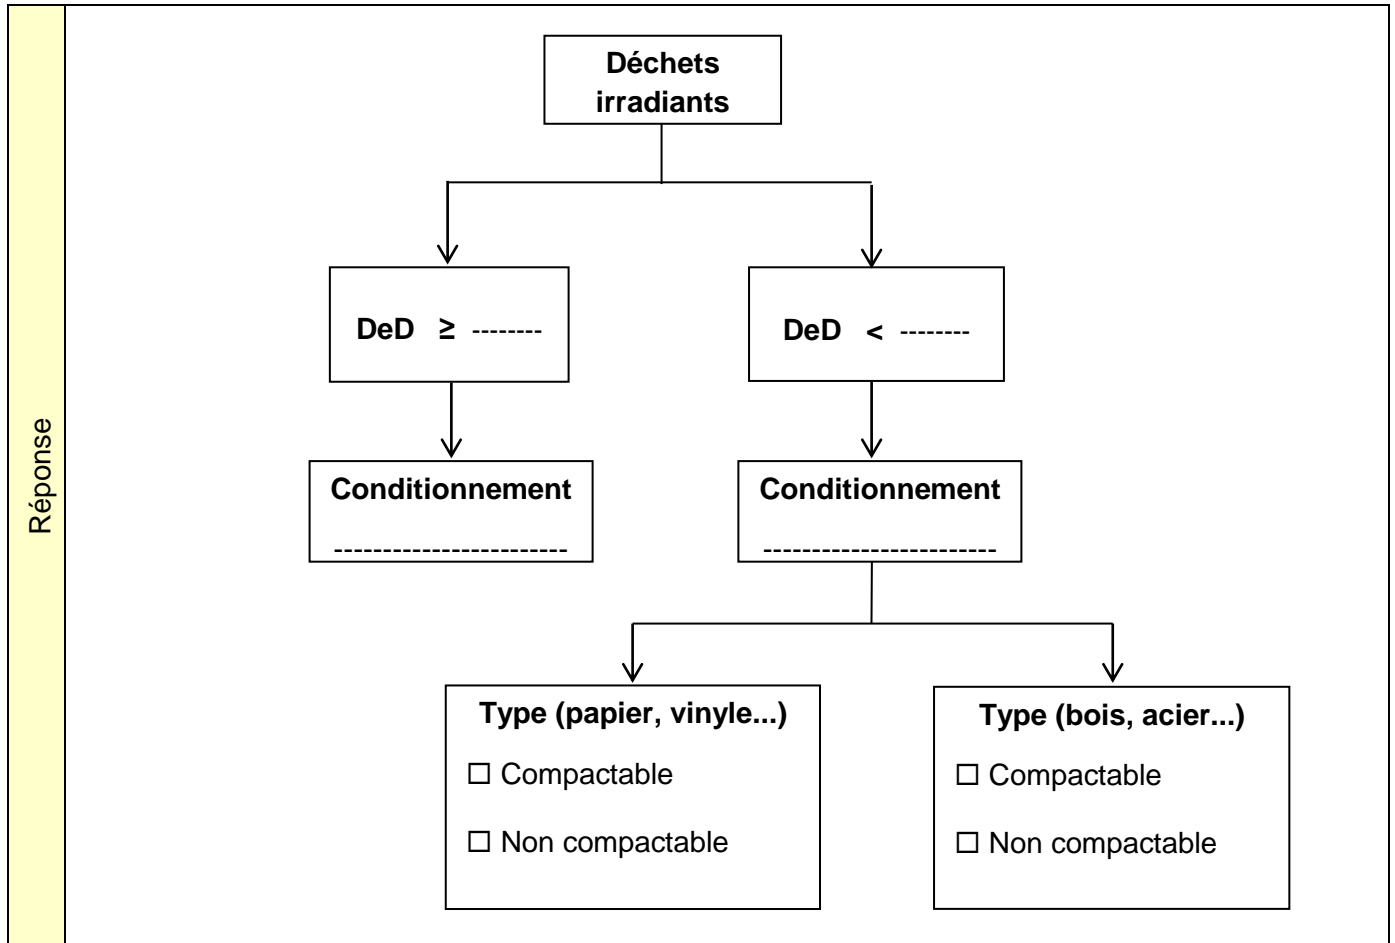 Réponse
Déchets
irradiants
DeD ≥ --------
DeD < --------
Conditionnement
------------------------
Conditionnement
------------------------
Type (papier, vinyle...)
☐ Compactable
☐ Non compactable
Type (bois, acier...)
☐ Compactable
☐ Non compactable